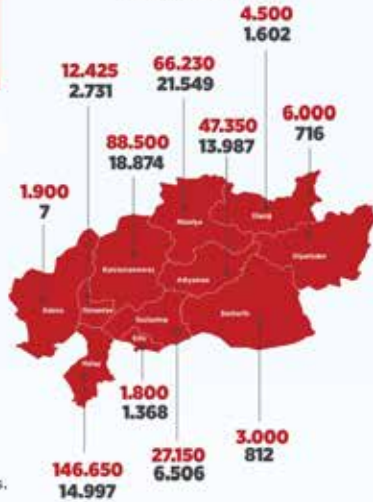 4.500
1.602
66.230
21.549
12.425
2.731
6.000
716
47.350
13.987
88.500
18.874
1.900
7
Malatya
Elazığ
Diyarbakır
Kahramanmaraş
Adıyaman
Adana
Osmaniye
Gaziantep
Şanlıurfa
Kilis
Hatay
1.800
1.368
3.000
812
27.150
6.506
146.650
14.997
s.